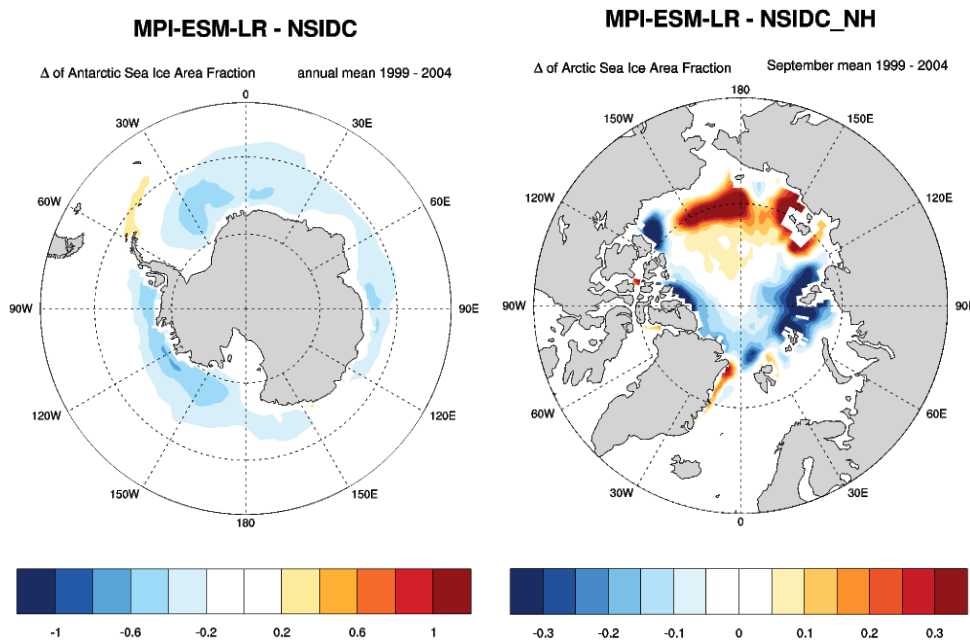 MPI-ESM-LR - NSIDC
Δ of Antarctic Sea Ice Area Fraction annual mean 1999 - 2004
0
30W 30E
60W 60E
90W 90E
120W 120E
150W 150E
180
-1 -0.6 -0.2 0.2 0.6 1
MPI-ESM-LR - NSIDC_NH
Δ of Arctic Sea Ice Area Fraction September mean 1999 - 2004
180
150W 150E
120W 120E
90W 90E
60W 60E
30W 30E
0
-0.3 -0.2 -0.1 0 0.1 0.2 0.3